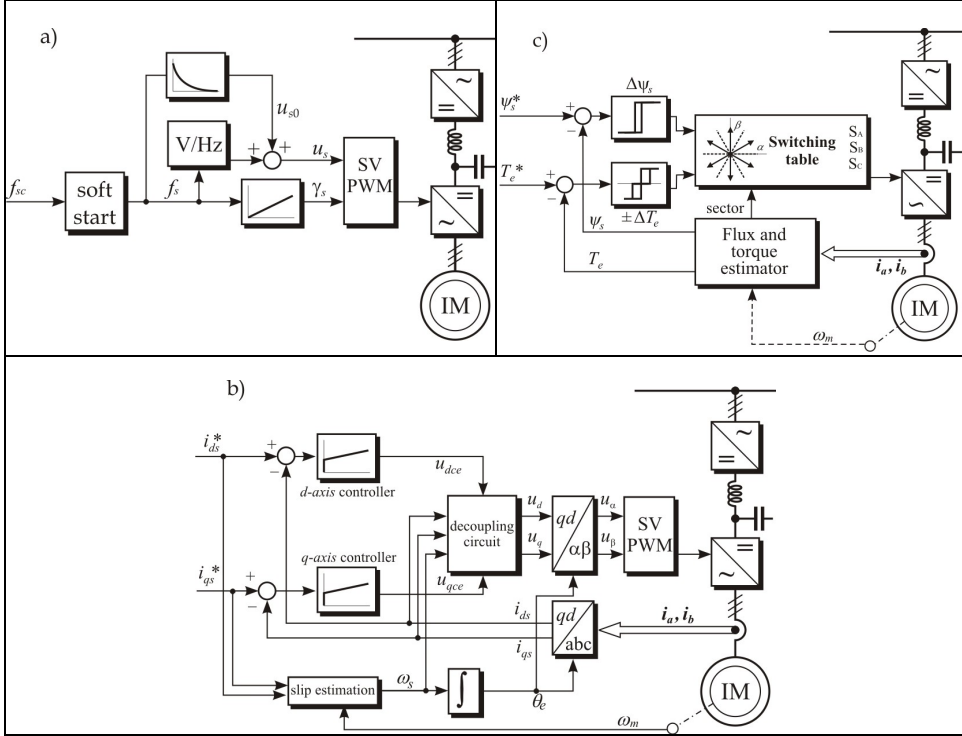 a)
u_s0
V/Hz
+
+
u_s
SV
PWM
f_sc
soft
start
f_s
γ_s
~
=
=
~
IM
c)
Δψ_s
ψ_s*
+
−
β
α
Switching
table
S_A
S_B
S_C
T_e*
+
−
± ΔT_e
sector
ψ_s
T_e
Flux and
torque
estimator
i_a, i_b
~
=
=
~
IM
ω_m
b)
i_ds*
+
−
d-axis controller
u_dce
decoupling
circuit
u_d
u_q
qd
αβ
u_α
u_β
SV
PWM
i_qs*
+
−
q-axis controller
u_qce
i_ds
i_qs
qd
abc
i_a, i_b
slip estimation
ω_s
∫
θ_e
ω_m
~
=
=
~
IM